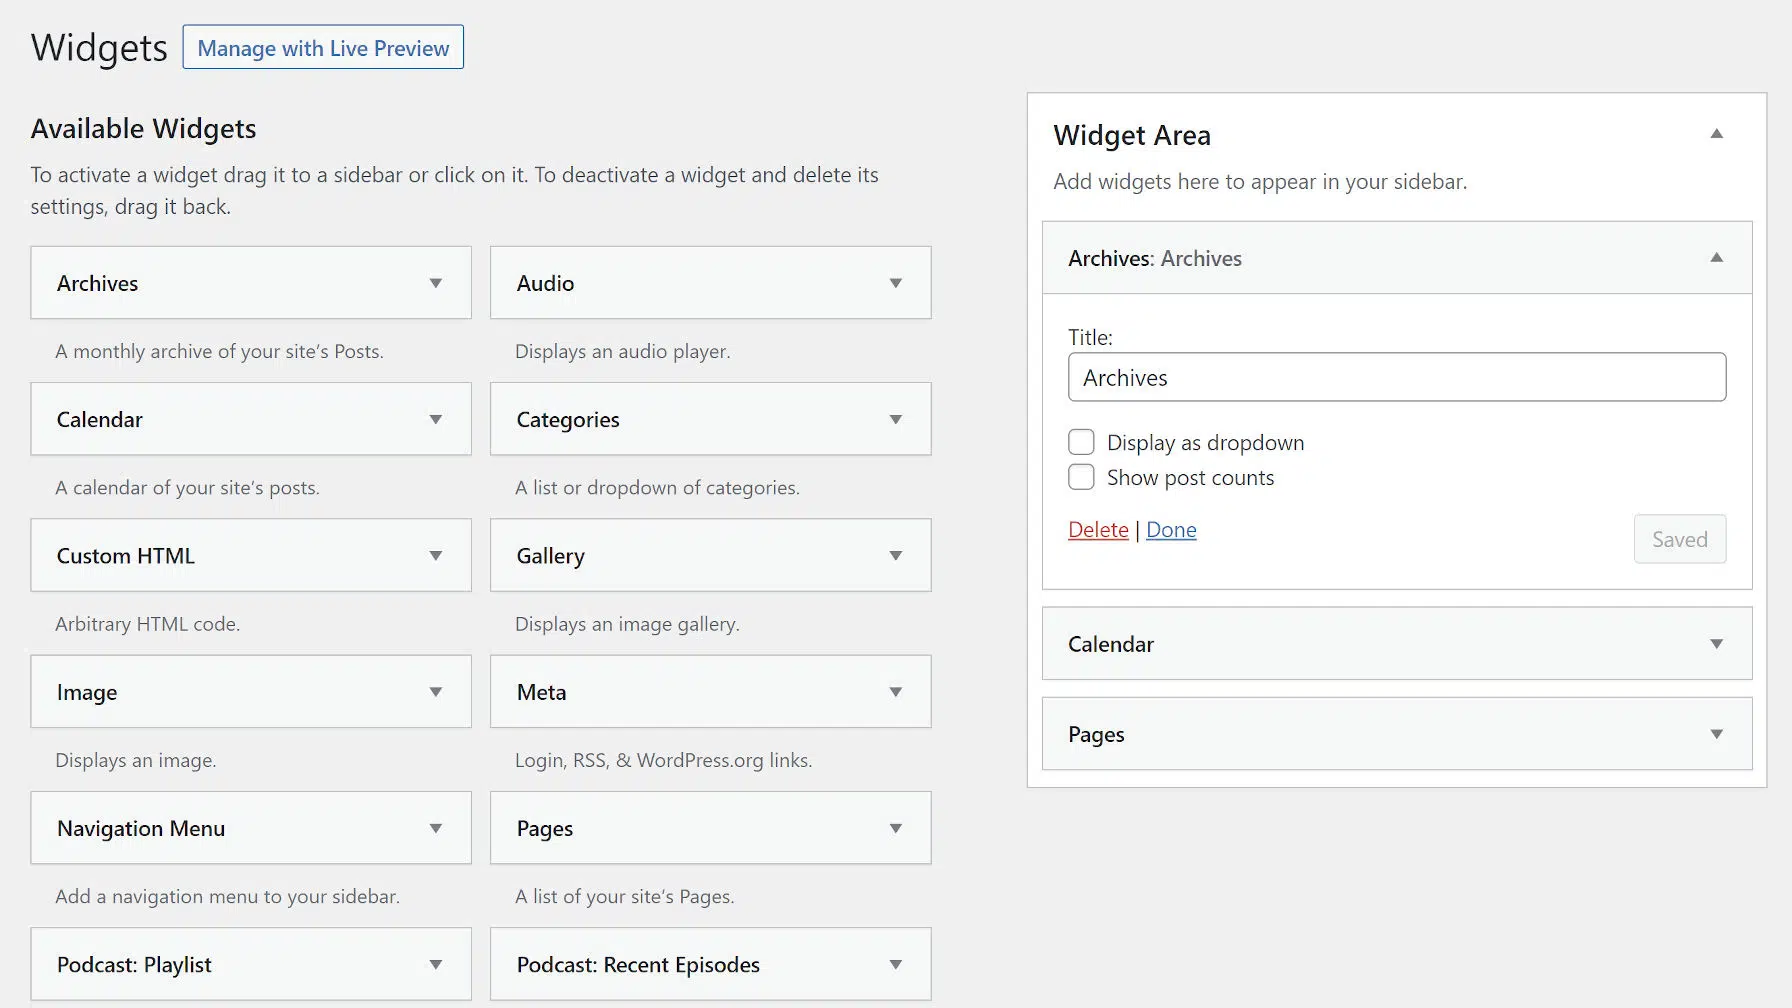 Widgets
Manage with Live Preview
Available Widgets
To activate a widget drag it to a sidebar or click on it. To deactivate a widget and delete its
settings, drag it back.
Archives
Audio
A monthly archive of your site’s Posts.
Displays an audio player.
Calendar
Categories
A calendar of your site’s posts.
A list or dropdown of categories.
Custom HTML
Gallery
Arbitrary HTML code.
Displays an image gallery.
Image
Meta
Displays an image.
Login, RSS, & WordPress.org links.
Navigation Menu
Pages
Add a navigation menu to your sidebar.
A list of your site’s Pages.
Podcast: Playlist
Podcast: Recent Episodes
Widget Area
Add widgets here to appear in your sidebar.
Archives: Archives
Title:
Archives
Display as dropdown
Show post counts
Delete | Done
Saved
Calendar
Pages